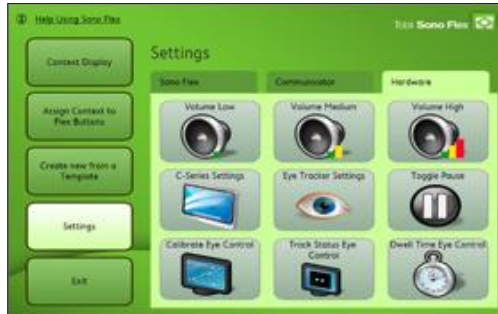 Help Using Sono Flex
Tobii Sono Flex
Context Display
Assign Context to
Flex Buttons
Create new from a
Template
Settings
Exit
Settings
Sono Flex
Communicator
Hardware
Volume Low
Volume Medium
Volume High
C-Series Settings
Eye Tracker Settings
Toggle Pause
Calibrate Eye Control
Track Status Eye
Control
Dwell Time Eye Control